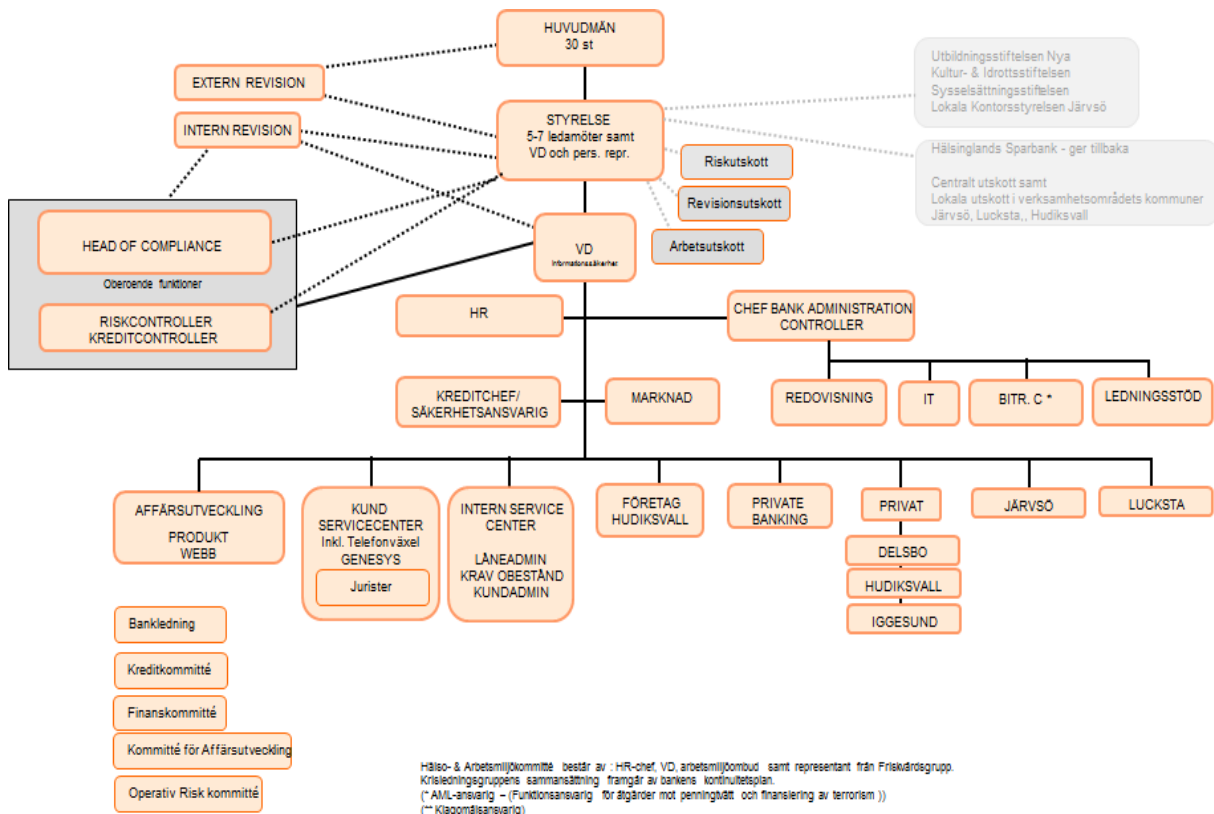 HUVUDMÄN
30 st
EXTERN REVISION
INTERN REVISION
STYRELSE
5-7 ledamöter samt
VD och pers. repr.
Utbildningsstiftelsen Nya
Kultur- & Idrottsstiftelsen
Sysselsättningsstiftelsen
Lokala Kontorsstyrelsen Järvsö
Hälsinglands Sparbank - ger tillbaka
Centralt utskott samt
Lokala utskott i verksamhetsområdets kommuner
Järvsö, Lucksta,, Hudiksvall
Riskutskott
Revisionsutskott
Arbetsutskott
HEAD OF COMPLIANCE
Oberoende funktioner
RISKCONTROLLER
KREDITCONTROLLER
VD
Informationssäkerhet
HR
CHEF BANK ADMINISTRATION
CONTROLLER
KREDITCHEF/
SÄKERHETSANSVARIG
MARKNAD
REDOVISNING
IT
BITR. C *
LEDNINGSSTÖD
AFFÄRSUTVECKLING
PRODUKT
WEBB
KUND
SERVICECENTER
Inkl. Telefonväxel
GENESYS
Jurister
INTERN SERVICE
CENTER
LÅNEADMIN
KRAV OBESTÅND
KUNDADMIN
FÖRETAG
HUDIKSVALL
PRIVATE
BANKING
PRIVAT
DELSBO
HUDIKSVALL
IGGESUND
JÄRVSÖ
LUCKSTA
Bankledning
Kreditkommitté
Finanskommitté
Kommitté för Affärsutveckling
Operativ Risk kommitté
Hälso- & Arbetsmiljökommitté består av : HR-chef, VD, arbetsmiljöombud samt representant från Friskvårdsgrupp.
Krisledningsgruppens sammansättning framgår av bankens kontinuitetsplan.
(* AML-ansvarig – (Funktionsansvarig för åtgärder mot penningtvätt och finansiering av terrorism ))
(** Klagomålsansvarig)